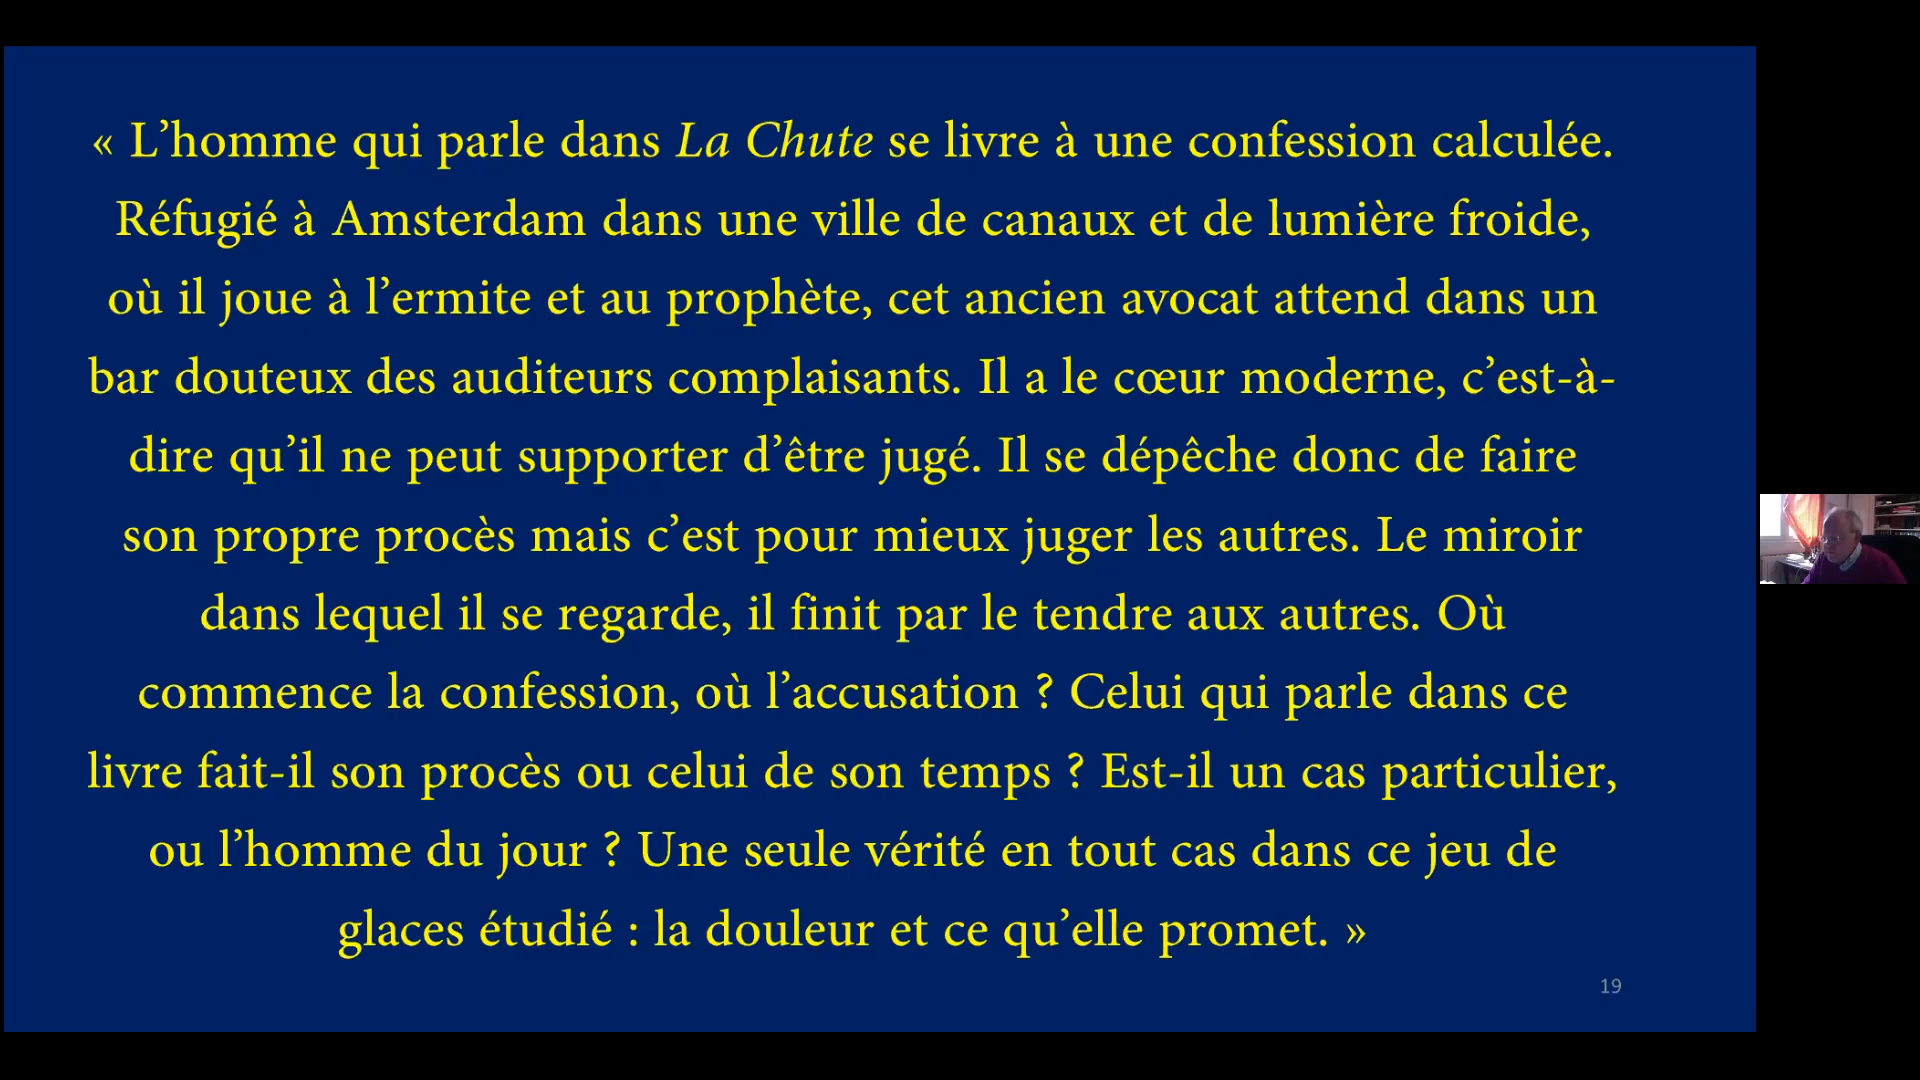 « L’homme qui parle dans La Chute se livre à une confession calculée.
Réfugié à Amsterdam dans une ville de canaux et de lumière froide,
où il joue à l’ermite et au prophète, cet ancien avocat attend dans un
bar douteux des auditeurs complaisants. Il a le cœur moderne, c’est-à-
dire qu’il ne peut supporter d’être jugé. Il se dépêche donc de faire
son propre procès mais c’est pour mieux juger les autres. Le miroir
dans lequel il se regarde, il finit par le tendre aux autres. Où
commence la confession, où l’accusation ? Celui qui parle dans ce
livre fait-il son procès ou celui de son temps ? Est-il un cas particulier,
ou l’homme du jour ? Une seule vérité en tout cas dans ce jeu de
glaces étudié : la douleur et ce qu’elle promet. »
19